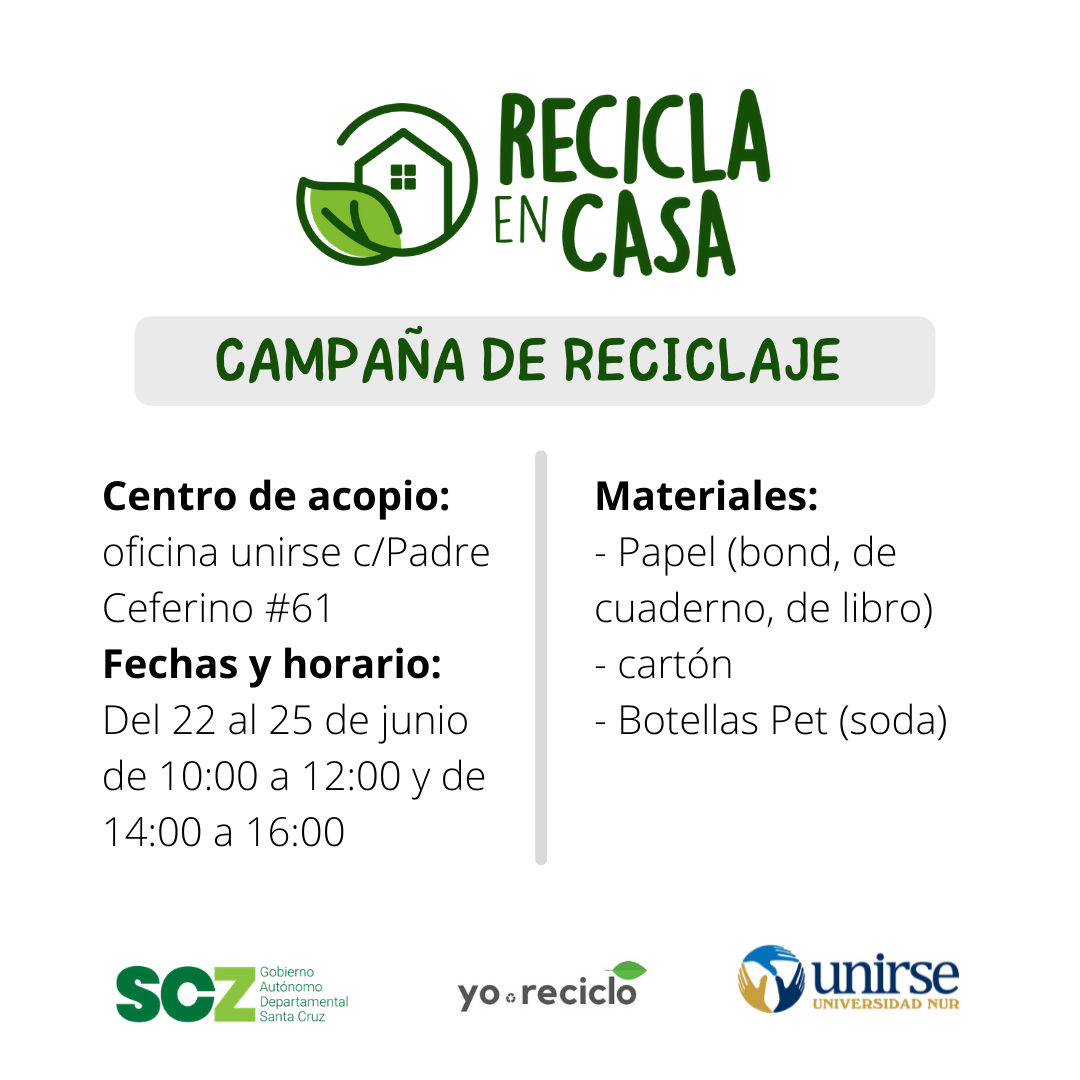 RECICLA
EN CASA
CAMPAÑA DE RECICLAJE
Centro de acopio:
oficina unirse c/Padre
Ceferino #61
Fechas y horario:
Del 22 al 25 de junio
de 10:00 a 12:00 y de
14:00 a 16:00
Materiales:
- Papel (bond, de
cuaderno, de libro)
- cartón
- Botellas Pet (soda)
SCZ
Gobierno
Autónomo
Departamental
Santa Cruz
yo reciclo
unirse
UNIVERSIDAD NUR